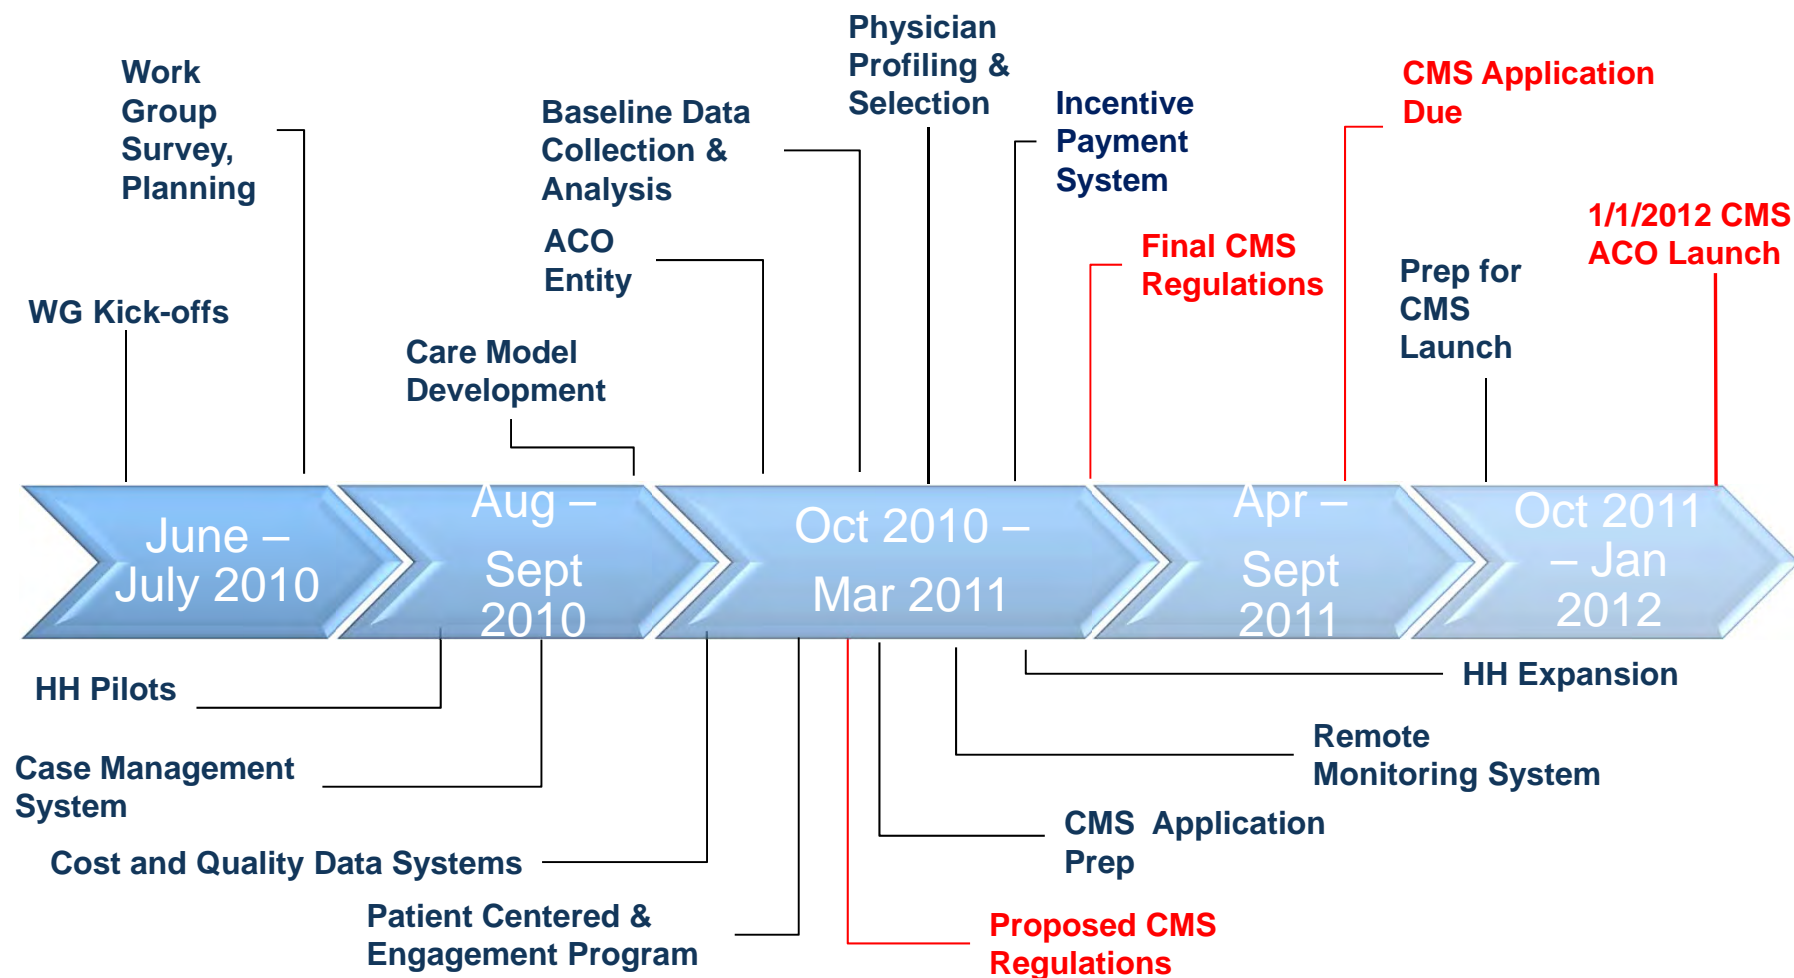 Physician
Profiling &
Selection
Work
Group
Survey,
Planning
Baseline Data
Collection &
Analysis
Incentive
Payment
System
CMS Application
Due
ACO
Entity
Final CMS
Regulations
1/1/2012 CMS
ACO Launch
WG Kick-offs
Prep for
CMS
Launch
Care Model
Development
June –
July 2010
Aug –
Sept
2010
Oct 2010 –
Mar 2011
Apr –
Sept
2011
Oct 2011
– Jan
2012
HH Pilots
HH Expansion
Case Management
System
Remote
Monitoring System
Cost and Quality Data Systems
CMS  Application
Prep
Patient Centered &
Engagement Program
Proposed CMS
Regulations